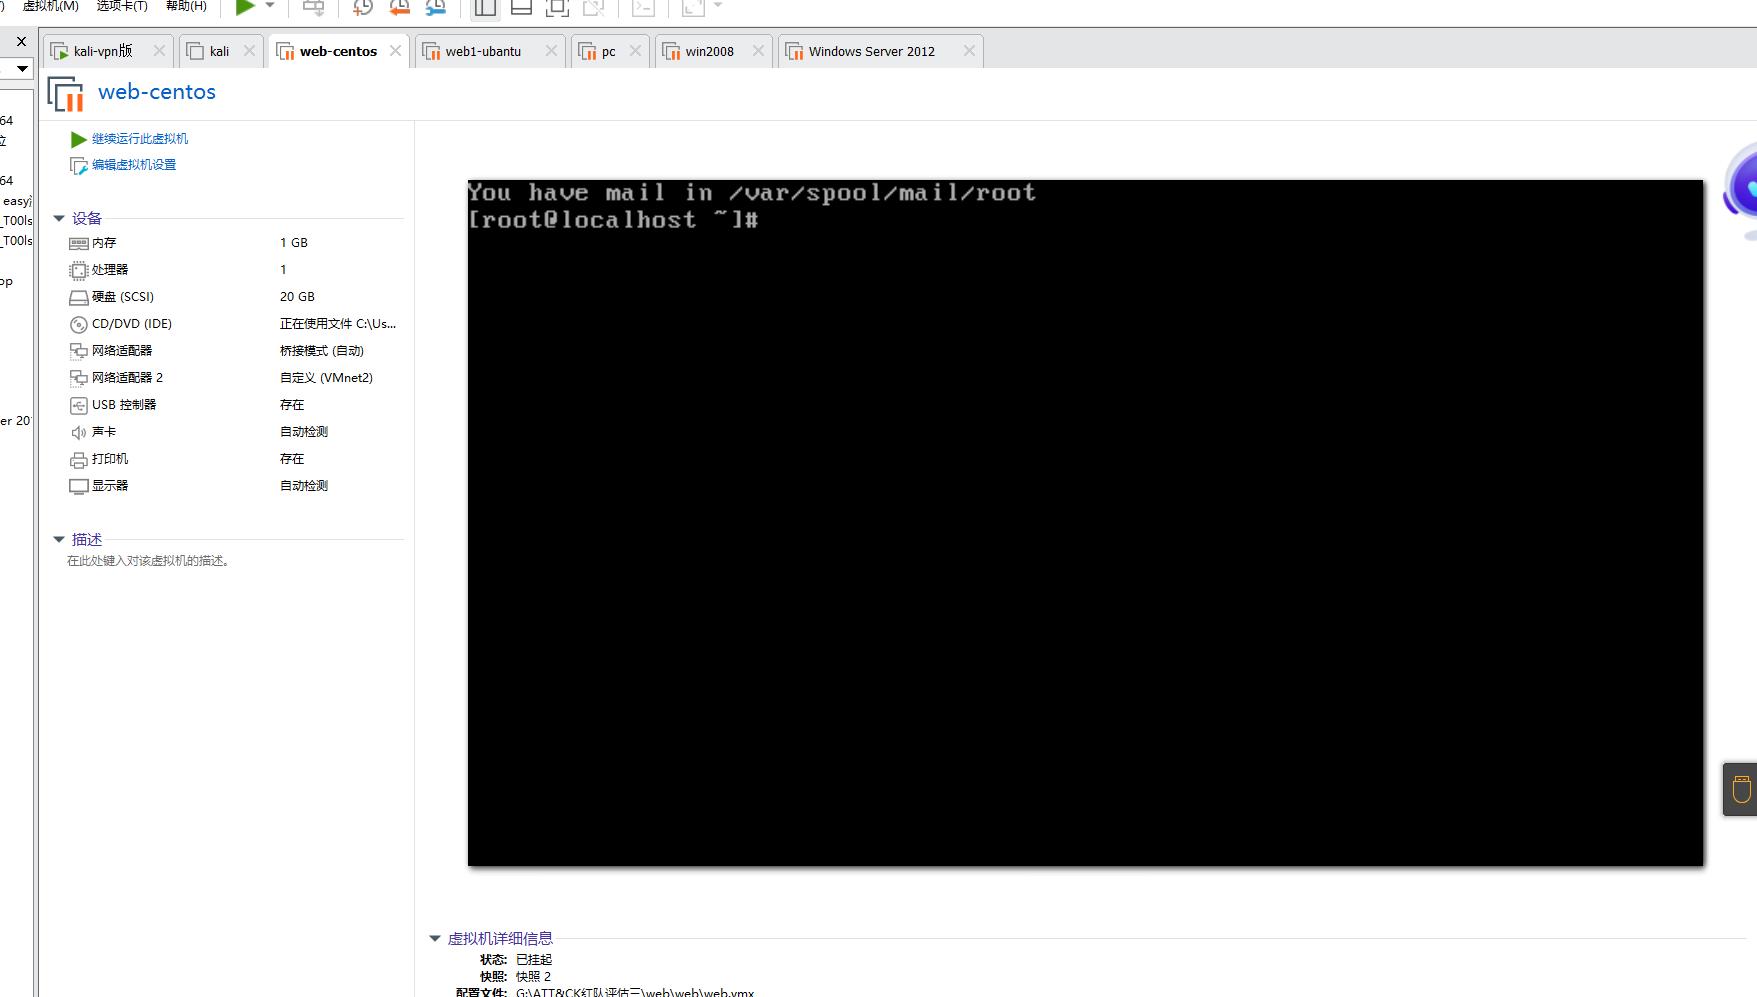 虚拟机(M) 选项卡(T) 帮助(H)
kali-vpn版 kali web-centos web1-ubantu pc win2008 Windows Server 2012
web-centos
64
位
64
easy
_T00ls
_T00ls
op
er 20
继续运行此虚拟机
编辑虚拟机设置
设备
内存 1 GB
处理器 1
硬盘 (SCSI) 20 GB
CD/DVD (IDE) 正在使用文件 C:\Us...
网络适配器 桥接模式 (自动)
网络适配器 2 自定义 (VMnet2)
USB 控制器 存在
声卡 自动检测
打印机 存在
显示器 自动检测
描述
在此处键入对该虚拟机的描述。
You have mail in /var/spool/mail/root
[root@localhost ~]#
虚拟机详细信息
状态: 已挂起
快照: 快照 2
配置文件: G:\ATT&CK红队评估三\web\web\web.vmx